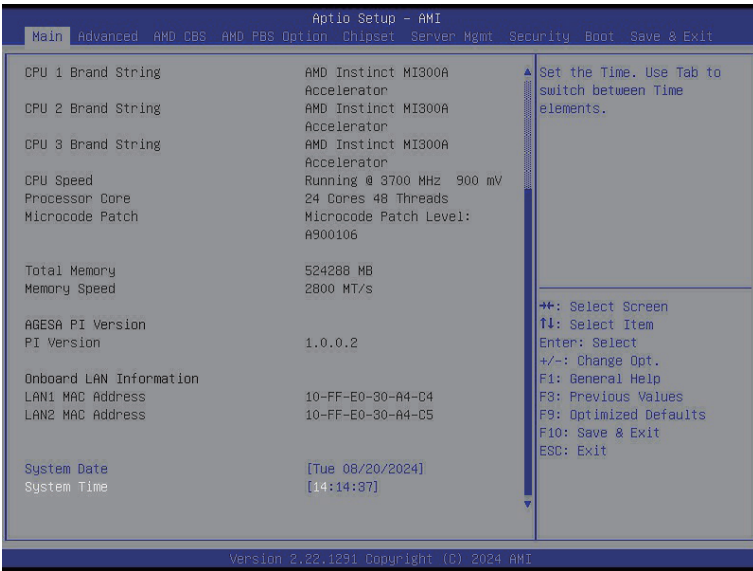 Aptio Setup – AMI
Main Advanced AMD CBS AMD PBS Option Chipset Server Mgmt Security Boot Save & Exit
CPU 1 Brand String AMD Instinct MI300A
Accelerator
CPU 2 Brand String AMD Instinct MI300A
Accelerator
CPU 3 Brand String AMD Instinct MI300A
Accelerator
CPU Speed Running @ 3700 MHz 900 mV
Processor Core 24 Cores 48 Threads
Microcode Patch Microcode Patch Level:
A900106
Total Memory 524288 MB
Memory Speed 2800 MT/s
AGESA PI Version
PI Version 1.0.0.2
Onboard LAN Information
LAN1 MAC Address 10-FF-E0-30-A4-C4
LAN2 MAC Address 10-FF-E0-30-A4-C5
System Date [Tue 08/20/2024]
System Time [14:14:37]
Set the Time. Use Tab to
switch between Time
elements.
→←: Select Screen
↑↓: Select Item
Enter: Select
+/-: Change Opt.
F1: General Help
F3: Previous Values
F9: Optimized Defaults
F10: Save & Exit
ESC: Exit
Version 2.22.1291 Copyright (C) 2024 AMI